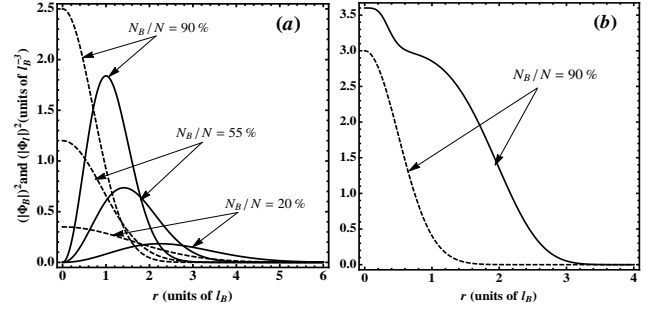 (|Φ_B|)² and (|Φ_I|)² (units of l_B⁻³)
2.5
2.0
1.5
1.0
0.5
0.0
(a)
N_B/N = 90 %
N_B/N = 55 %
N_B/N = 20 %
0 1 2 3 4 5 6
r (units of l_B)
3.5
3.0
2.5
2.0
1.5
1.0
0.5
0.0
(b)
N_B/N = 90 %
0 1 2 3 4
r (units of l_B)